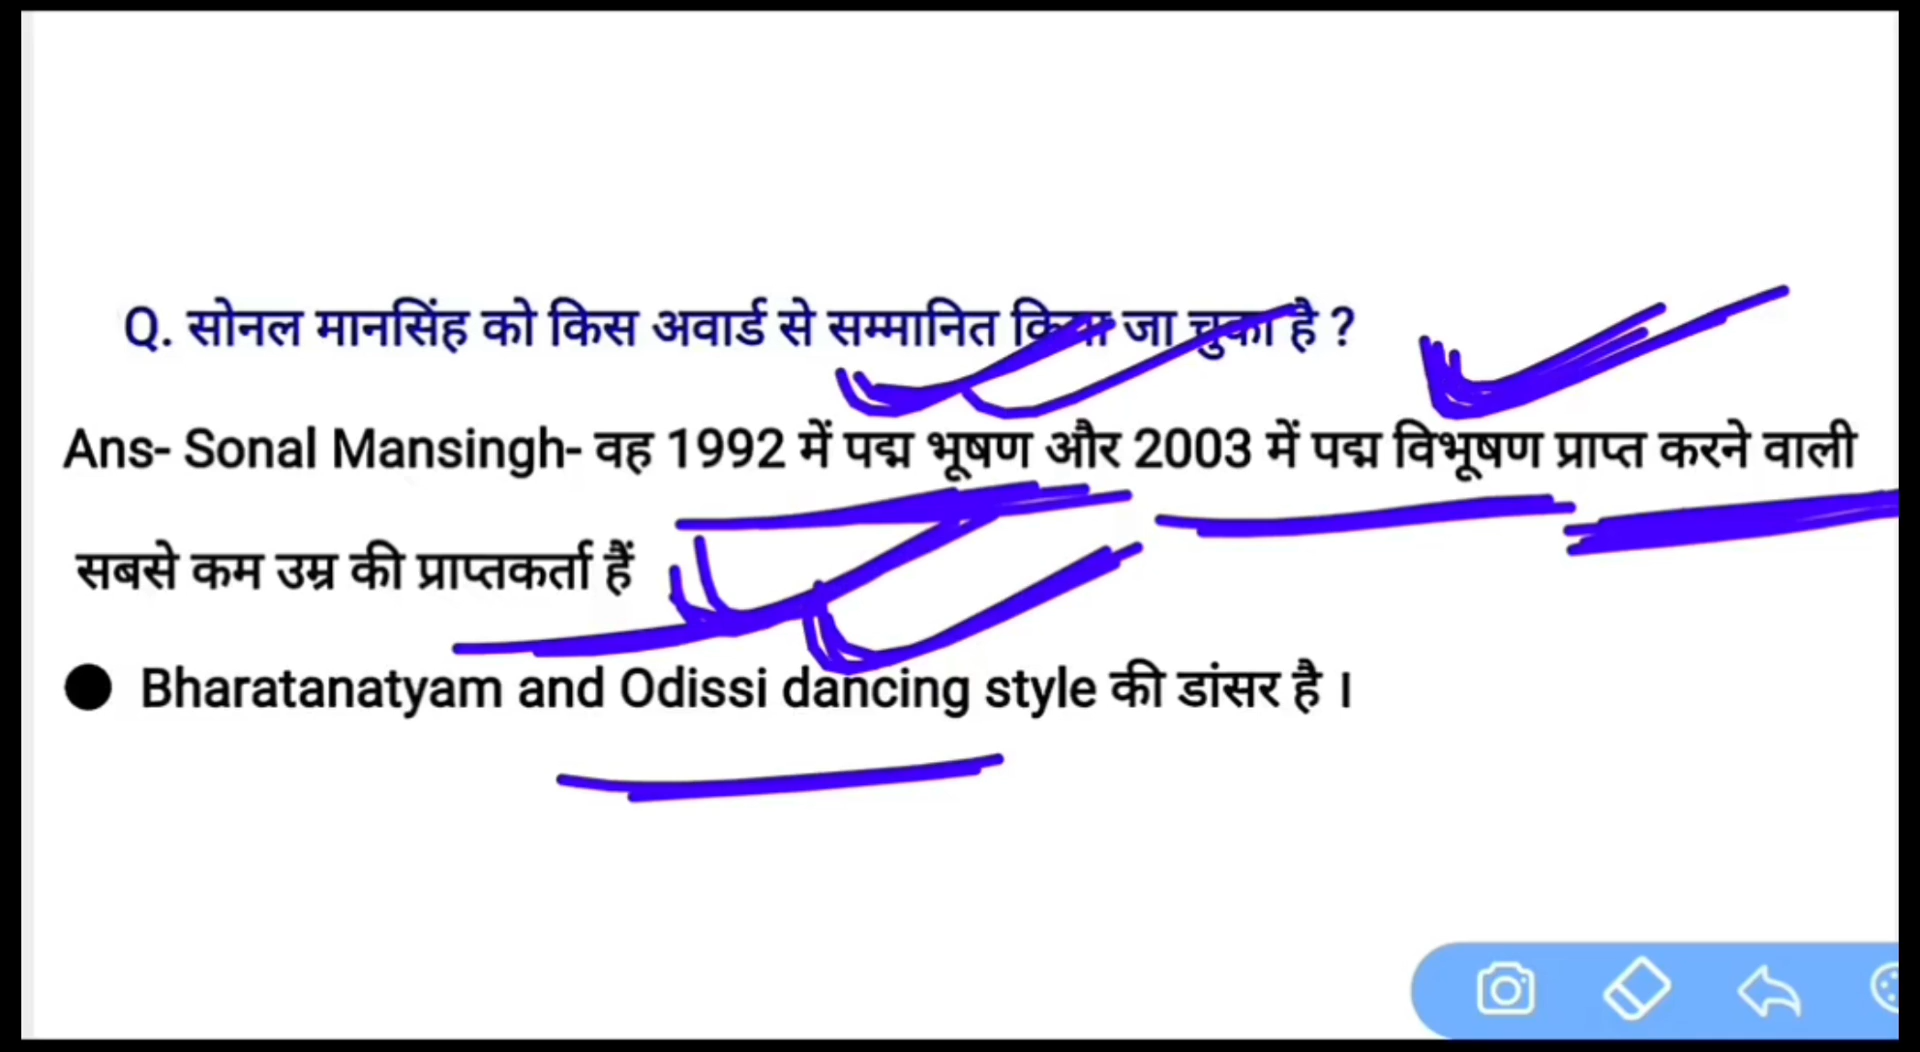 Q. सोनल मानसिंह को किस अवार्ड से सम्मानित किया जा चुका है ?
Ans- Sonal Mansingh- वह 1992 में पद्म भूषण और 2003 में पद्म विभूषण प्राप्त करने वाली
सबसे कम उम्र की प्राप्तकर्ता हैं
● Bharatanatyam and Odissi dancing style की डांसर है ।